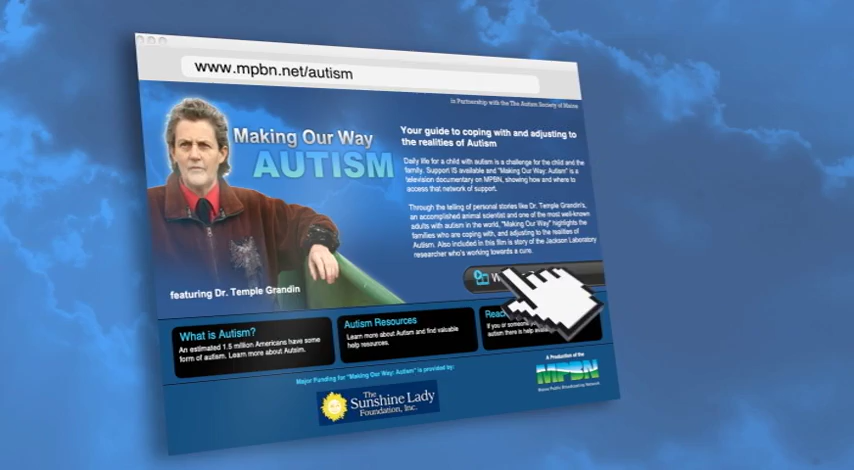 www.mpbn.net/autism
in Partnership with the The Autism Society of Maine
Making Our Way
AUTISM
Your guide to coping with and adjusting to
the realities of Autism
Daily life for a child with autism is a challenge for the child and the
family. Support IS available and "Making Our Way: Autism" is a
television documentary on MPBN, showing how and where to
access that network of support.
Through the telling of personal stories like Dr. Temple Grandin's,
an accomplished animal scientist and one of the most well-known
adults with autism in the world, "Making Our Way" highlights the
families who are coping with, and adjusting to the realities of
Autism. Also included in this film is story of the Jackson Laboratory
researcher who's working towards a cure.
featuring Dr. Temple Grandin
What is Autism?
An estimated 1.5 million Americans have some
form of autism. Learn more about Autism.
Autism Resources
Learn more about Autism and find valuable
help resources.
If you or someone
autism there is help
Major Funding for "Making Our Way: Autism" is provided by:
The
Sunshine Lady
Foundation, Inc.
A Production of the
MPBN
Maine Public Broadcasting Network